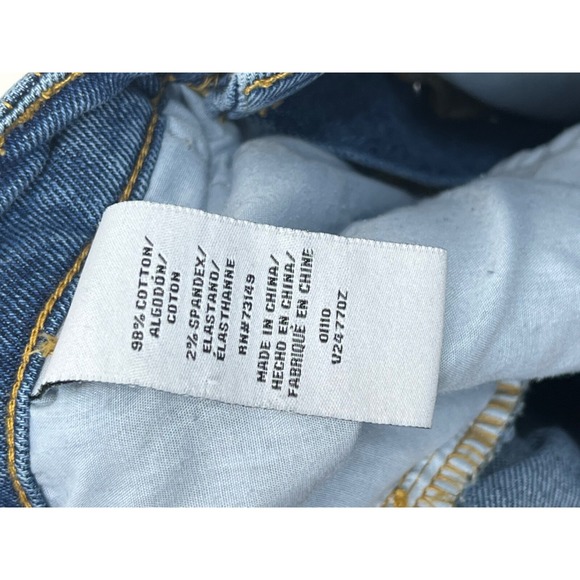 98% COTTON/
ALGODÓN/
COTON
2% SPANDEX/
ELASTANO/
ÉLASTHANNE
RN#73149
MADE IN CHINA/
HECHO EN CHINA/
FABRIQUÉ EN CHINE
01110
V24770Z